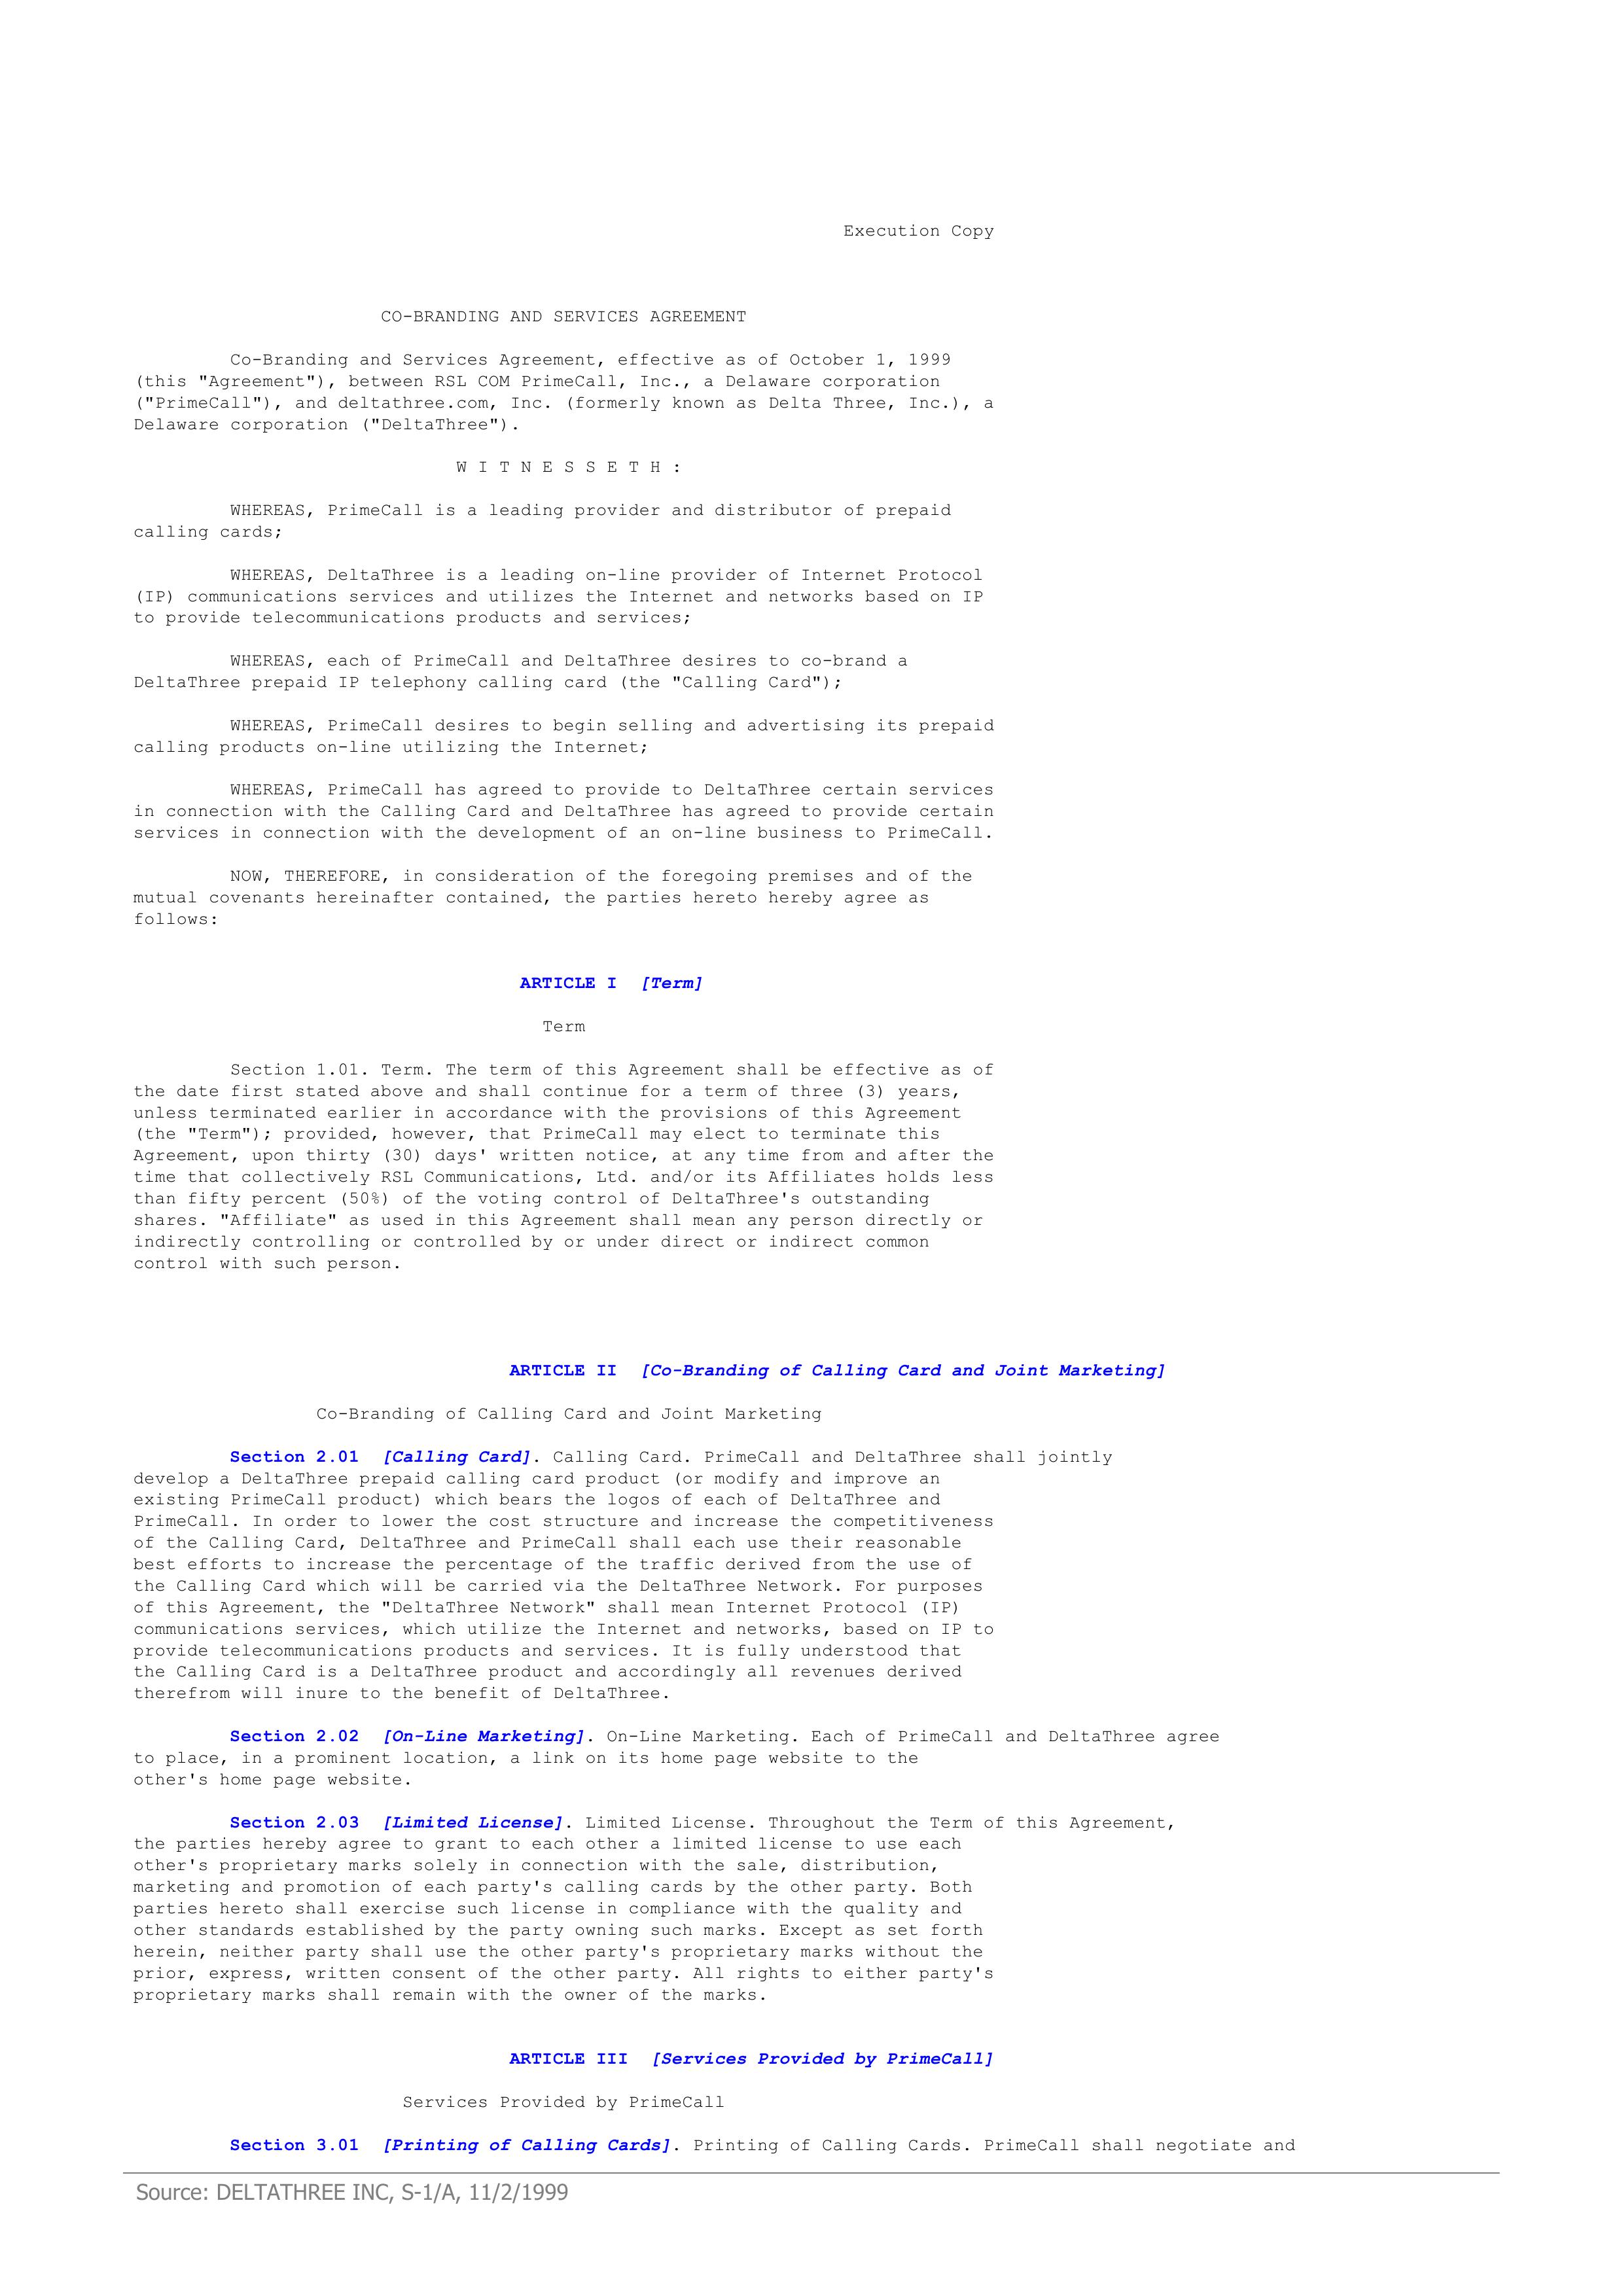 Execution Copy
CO-BRANDING AND SERVICES AGREEMENT
Co-Branding and Services Agreement, effective as of October 1, 1999
(this "Agreement"), between RSL COM PrimeCall, Inc., a Delaware corporation
("PrimeCall"), and deltathree.com, Inc. (formerly known as Delta Three, Inc.), a
Delaware corporation ("DeltaThree").
W I T N E S S E T H :
WHEREAS, PrimeCall is a leading provider and distributor of prepaid
calling cards;
WHEREAS, DeltaThree is a leading on-line provider of Internet Protocol
(IP) communications services and utilizes the Internet and networks based on IP
to provide telecommunications products and services;
WHEREAS, each of PrimeCall and DeltaThree desires to co-brand a
DeltaThree prepaid IP telephony calling card (the "Calling Card");
WHEREAS, PrimeCall desires to begin selling and advertising its prepaid
calling products on-line utilizing the Internet;
WHEREAS, PrimeCall has agreed to provide to DeltaThree certain services
in connection with the Calling Card and DeltaThree has agreed to provide certain
services in connection with the development of an on-line business to PrimeCall.
NOW, THEREFORE, in consideration of the foregoing premises and of the
mutual covenants hereinafter contained, the parties hereto hereby agree as
follows:
ARTICLE I [Term]
Term
Section 1.01. Term. The term of this Agreement shall be effective as of
the date first stated above and shall continue for a term of three (3) years,
unless terminated earlier in accordance with the provisions of this Agreement
(the "Term"); provided, however, that PrimeCall may elect to terminate this
Agreement, upon thirty (30) days' written notice, at any time from and after the
time that collectively RSL Communications, Ltd. and/or its Affiliates holds less
than fifty percent (50%) of the voting control of DeltaThree's outstanding
shares. "Affiliate" as used in this Agreement shall mean any person directly or
indirectly controlling or controlled by or under direct or indirect common
control with such person.
ARTICLE II [Co-Branding of Calling Card and Joint Marketing]
Co-Branding of Calling Card and Joint Marketing
Section 2.01 [Calling Card]. Calling Card. PrimeCall and DeltaThree shall jointly
develop a DeltaThree prepaid calling card product (or modify and improve an
existing PrimeCall product) which bears the logos of each of DeltaThree and
PrimeCall. In order to lower the cost structure and increase the competitiveness
of the Calling Card, DeltaThree and PrimeCall shall each use their reasonable
best efforts to increase the percentage of the traffic derived from the use of
the Calling Card which will be carried via the DeltaThree Network. For purposes
of this Agreement, the "DeltaThree Network" shall mean Internet Protocol (IP)
communications services, which utilize the Internet and networks, based on IP to
provide telecommunications products and services. It is fully understood that
the Calling Card is a DeltaThree product and accordingly all revenues derived
therefrom will inure to the benefit of DeltaThree.
Section 2.02 [On-Line Marketing]. On-Line Marketing. Each of PrimeCall and DeltaThree agree
to place, in a prominent location, a link on its home page website to the
other's home page website.
Section 2.03 [Limited License]. Limited License. Throughout the Term of this Agreement,
the parties hereby agree to grant to each other a limited license to use each
other's proprietary marks solely in connection with the sale, distribution,
marketing and promotion of each party's calling cards by the other party. Both
parties hereto shall exercise such license in compliance with the quality and
other standards established by the party owning such marks. Except as set forth
herein, neither party shall use the other party's proprietary marks without the
prior, express, written consent of the other party. All rights to either party's
proprietary marks shall remain with the owner of the marks.
ARTICLE III [Services Provided by PrimeCall]
Services Provided by PrimeCall
Section 3.01 [Printing of Calling Cards]. Printing of Calling Cards. PrimeCall shall negotiate and
Source: DELTATHREE INC, S-1/A, 11/2/1999